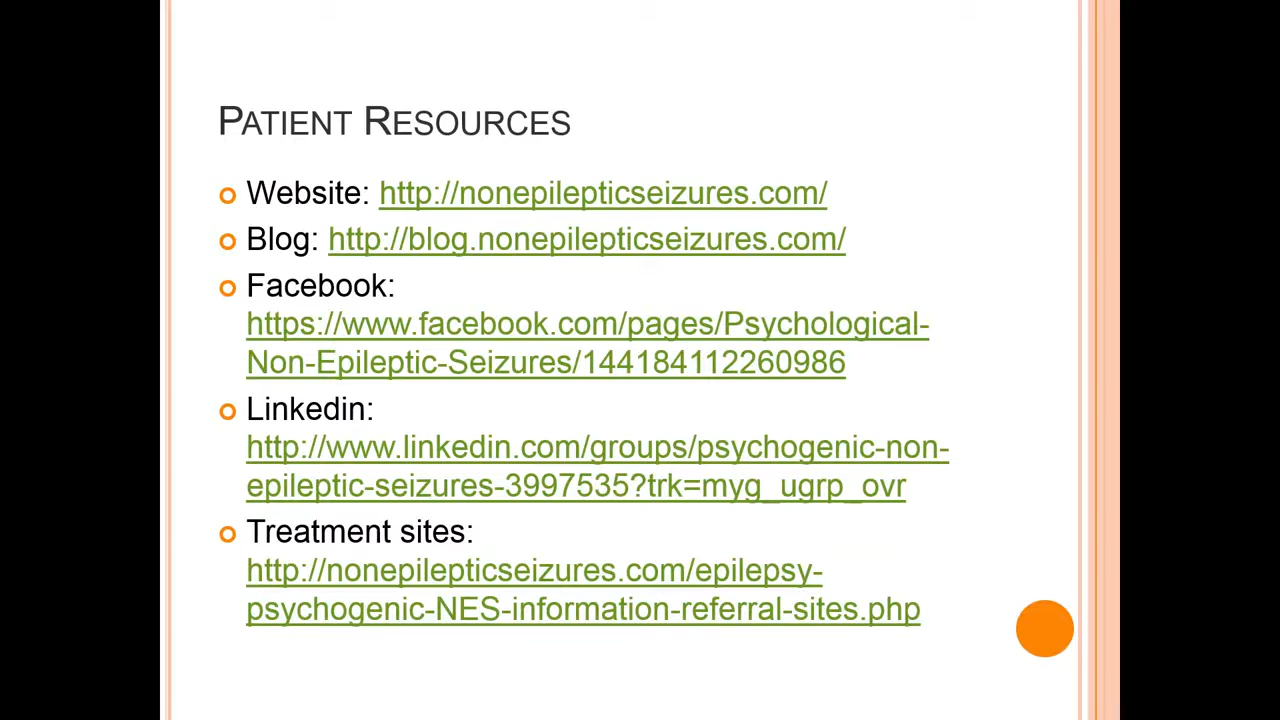 PATIENT RESOURCES
Website: http://nonepilepticseizures.com/
Blog: http://blog.nonepilepticseizures.com/
Facebook:
https://www.facebook.com/pages/Psychological-
Non-Epileptic-Seizures/144184112260986
Linkedin:
http://www.linkedin.com/groups/psychogenic-non-
epileptic-seizures-3997535?trk=myg_ugrp_ovr
Treatment sites:
http://nonepilepticseizures.com/epilepsy-
psychogenic-NES-information-referral-sites.php